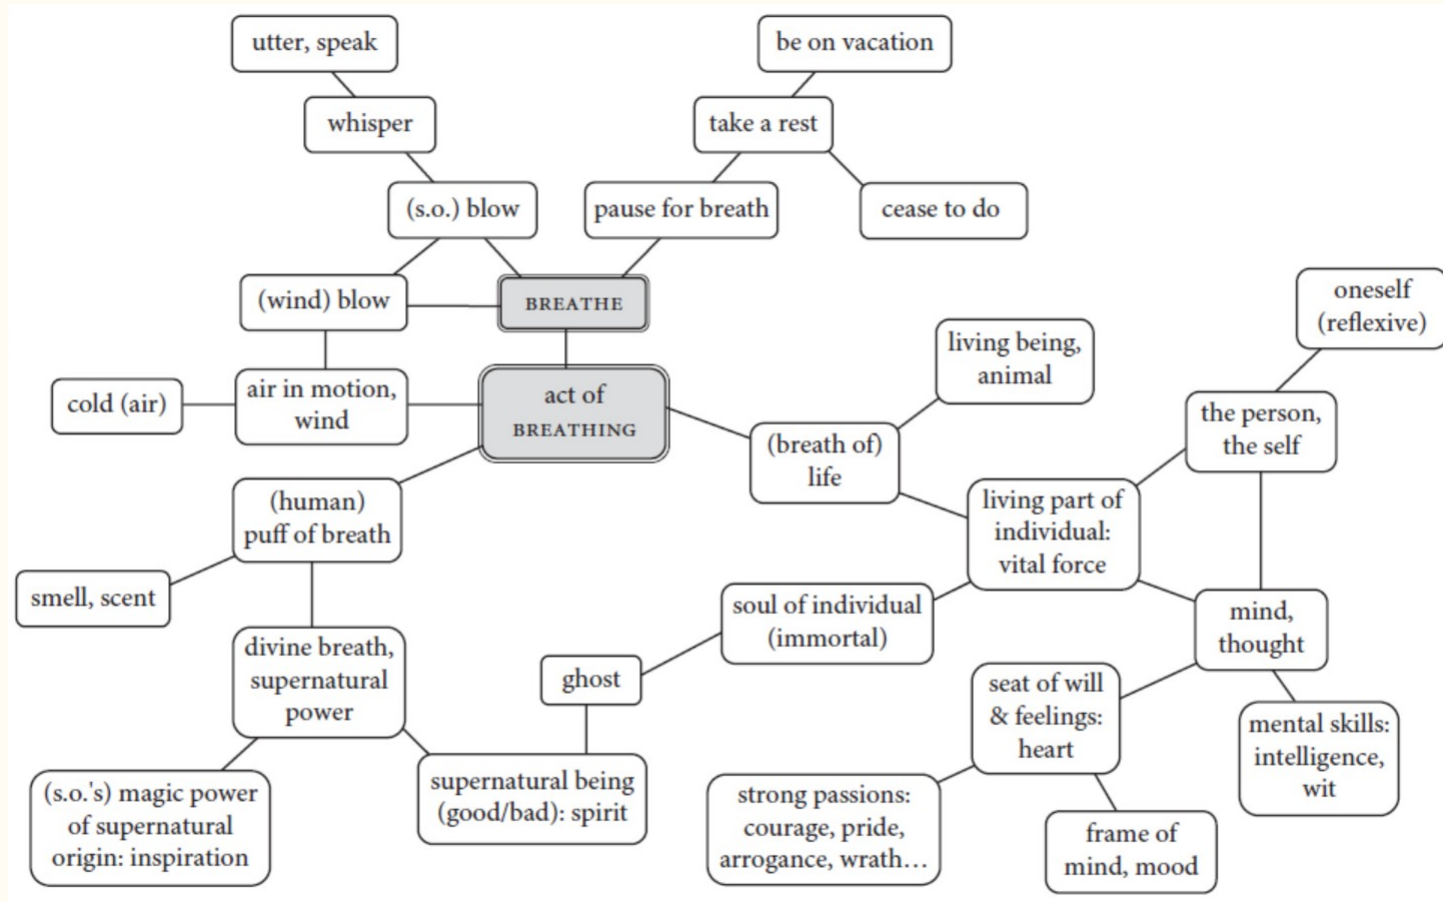 utter, speak
be on vacation
whisper
take a rest
(s.o.) blow
pause for breath
cease to do
(wind) blow
BREATHE
oneself
(reflexive)
living being,
animal
cold (air)
air in motion,
wind
act of
BREATHING
the person,
the self
(breath of)
life
(human)
puff of breath
living part of
individual:
vital force
smell, scent
soul of individual
(immortal)
mind,
thought
divine breath,
supernatural
power
ghost
seat of will
& feelings:
heart
mental skills:
intelligence,
wit
(s.o.'s) magic power
of supernatural
origin: inspiration
supernatural being
(good/bad): spirit
strong passions:
courage, pride,
arrogance, wrath…
frame of
mind, mood